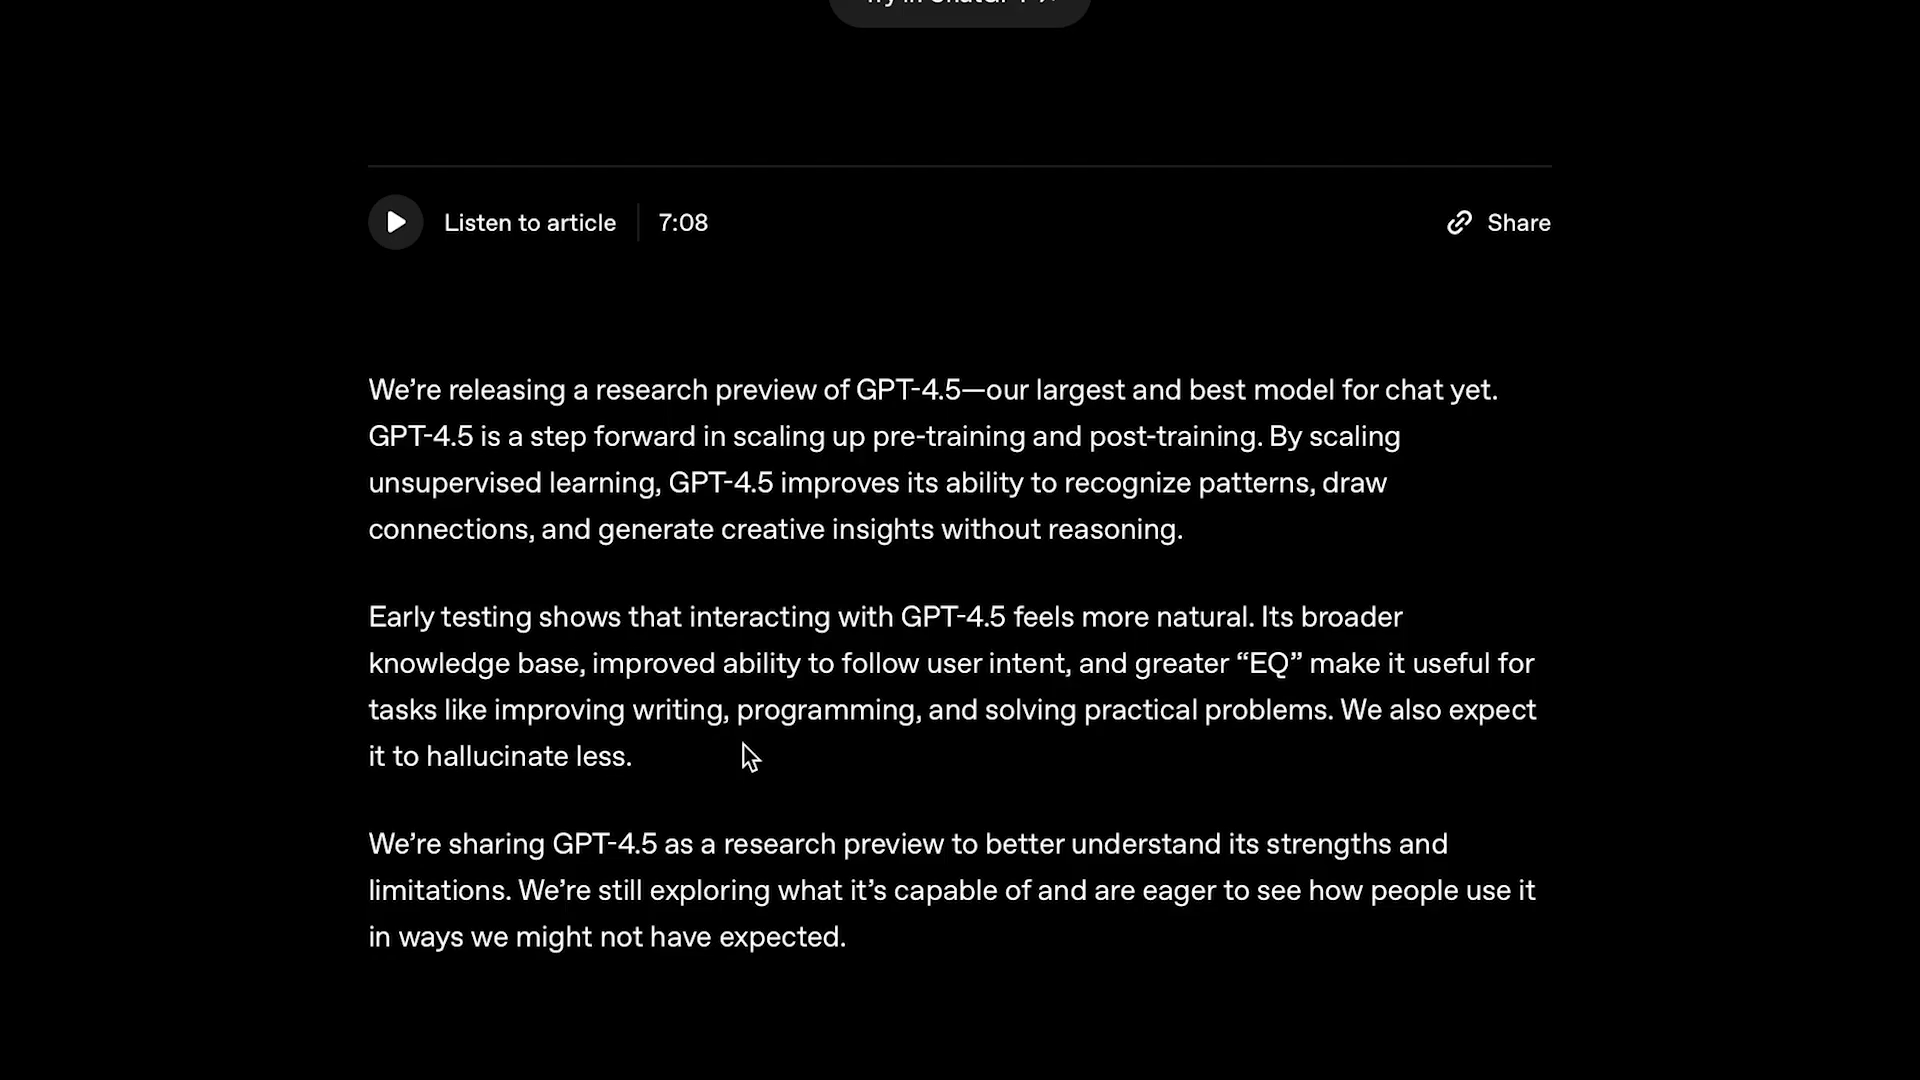 Listen to article
7:08
Share
We’re releasing a research preview of GPT-4.5—our largest and best model for chat yet.
GPT-4.5 is a step forward in scaling up pre-training and post-training. By scaling
unsupervised learning, GPT-4.5 improves its ability to recognize patterns, draw
connections, and generate creative insights without reasoning.
Early testing shows that interacting with GPT-4.5 feels more natural. Its broader
knowledge base, improved ability to follow user intent, and greater “EQ” make it useful for
tasks like improving writing, programming, and solving practical problems. We also expect
it to hallucinate less.
We’re sharing GPT-4.5 as a research preview to better understand its strengths and
limitations. We’re still exploring what it’s capable of and are eager to see how people use it
in ways we might not have expected.